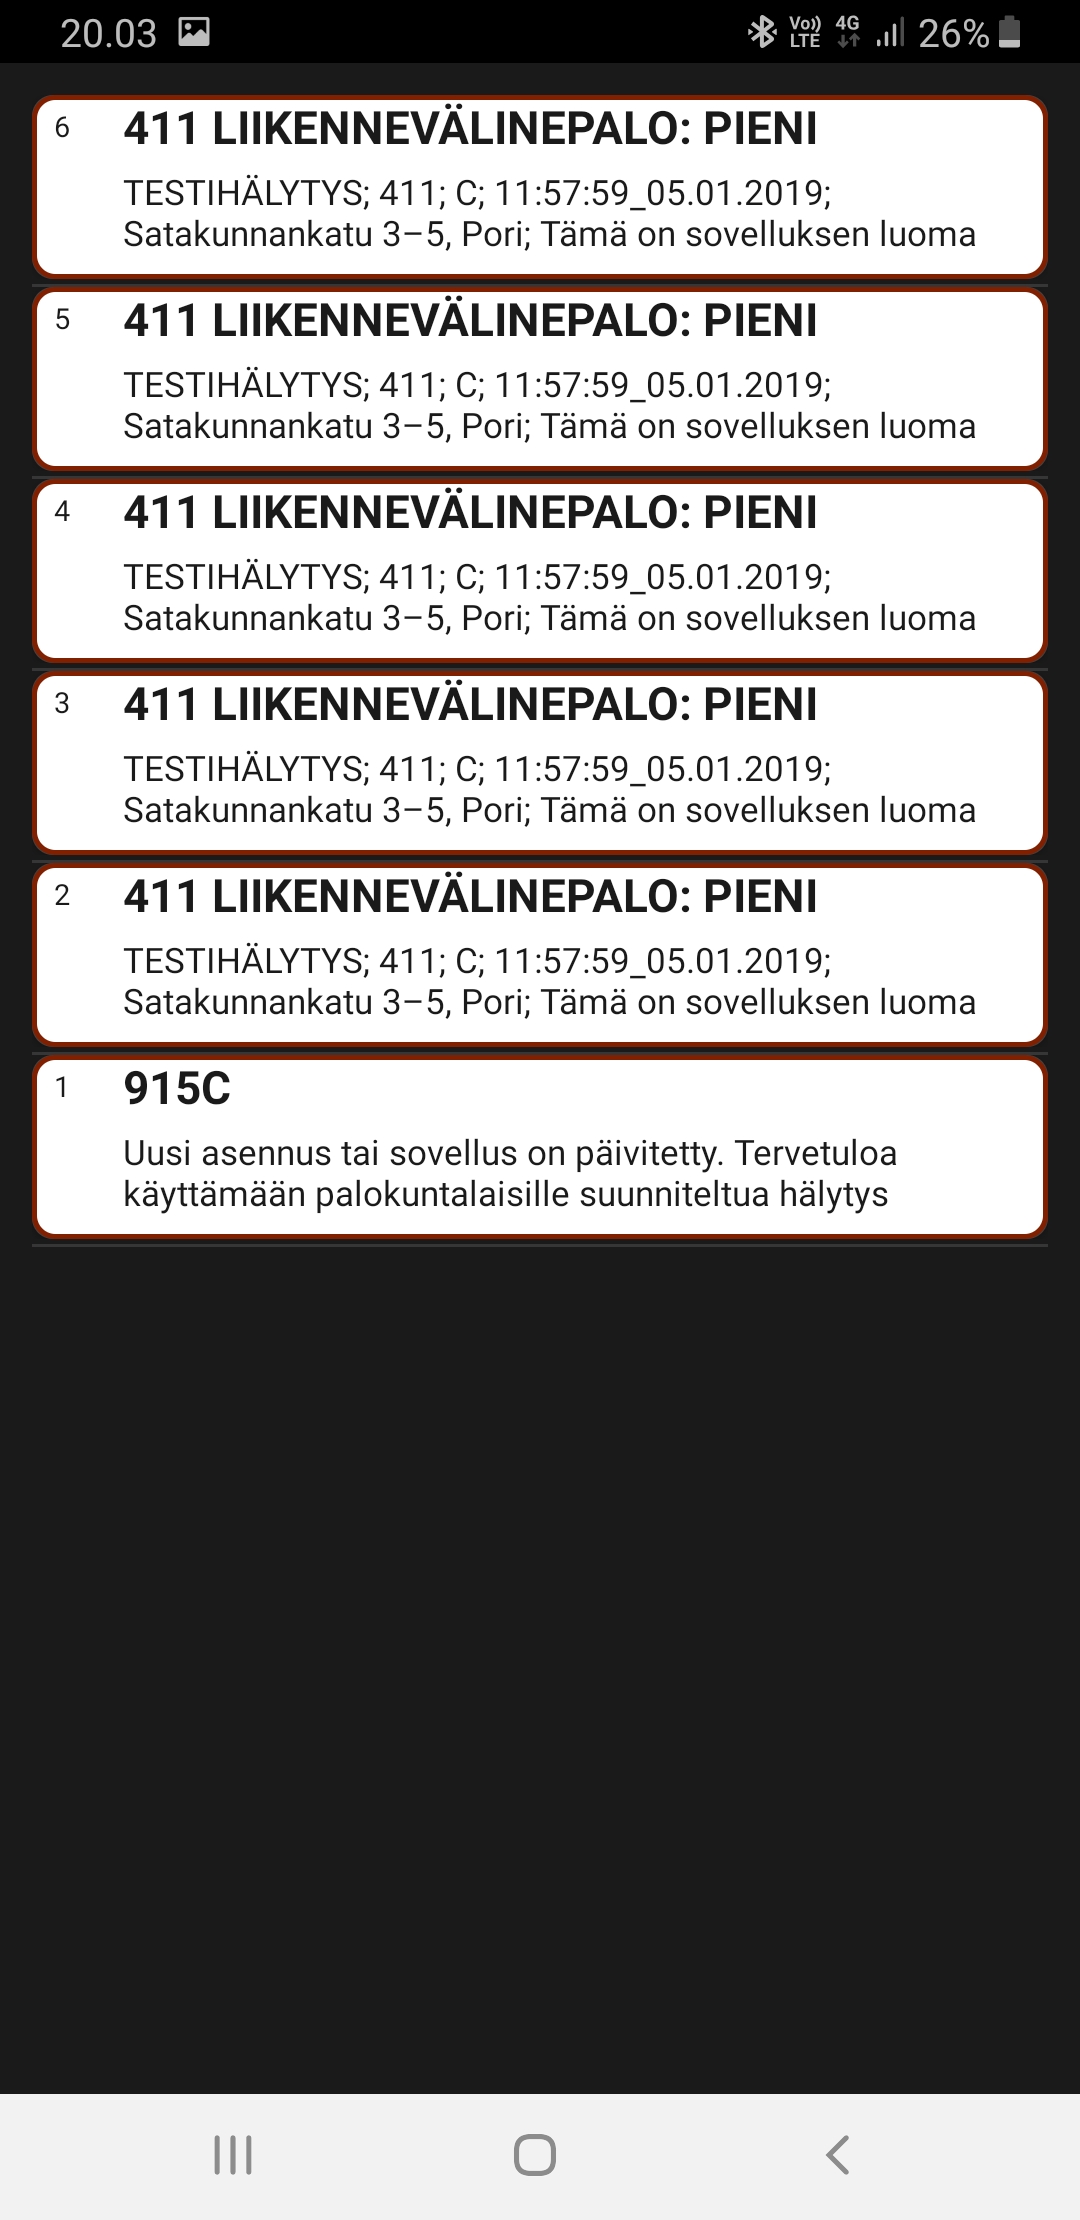 20.03 Vo)) LTE 4G 26%
6 411 LIIKENNEVÄLINEPALO: PIENI
TESTIHÄLYTYS; 411; C; 11:57:59_05.01.2019;
Satakunnankatu 3–5, Pori; Tämä on sovelluksen luoma
5 411 LIIKENNEVÄLINEPALO: PIENI
TESTIHÄLYTYS; 411; C; 11:57:59_05.01.2019;
Satakunnankatu 3–5, Pori; Tämä on sovelluksen luoma
4 411 LIIKENNEVÄLINEPALO: PIENI
TESTIHÄLYTYS; 411; C; 11:57:59_05.01.2019;
Satakunnankatu 3–5, Pori; Tämä on sovelluksen luoma
3 411 LIIKENNEVÄLINEPALO: PIENI
TESTIHÄLYTYS; 411; C; 11:57:59_05.01.2019;
Satakunnankatu 3–5, Pori; Tämä on sovelluksen luoma
2 411 LIIKENNEVÄLINEPALO: PIENI
TESTIHÄLYTYS; 411; C; 11:57:59_05.01.2019;
Satakunnankatu 3–5, Pori; Tämä on sovelluksen luoma
1 915C
Uusi asennus tai sovellus on päivitetty. Tervetuloa
käyttämään palokuntalaisille suunniteltua hälytys